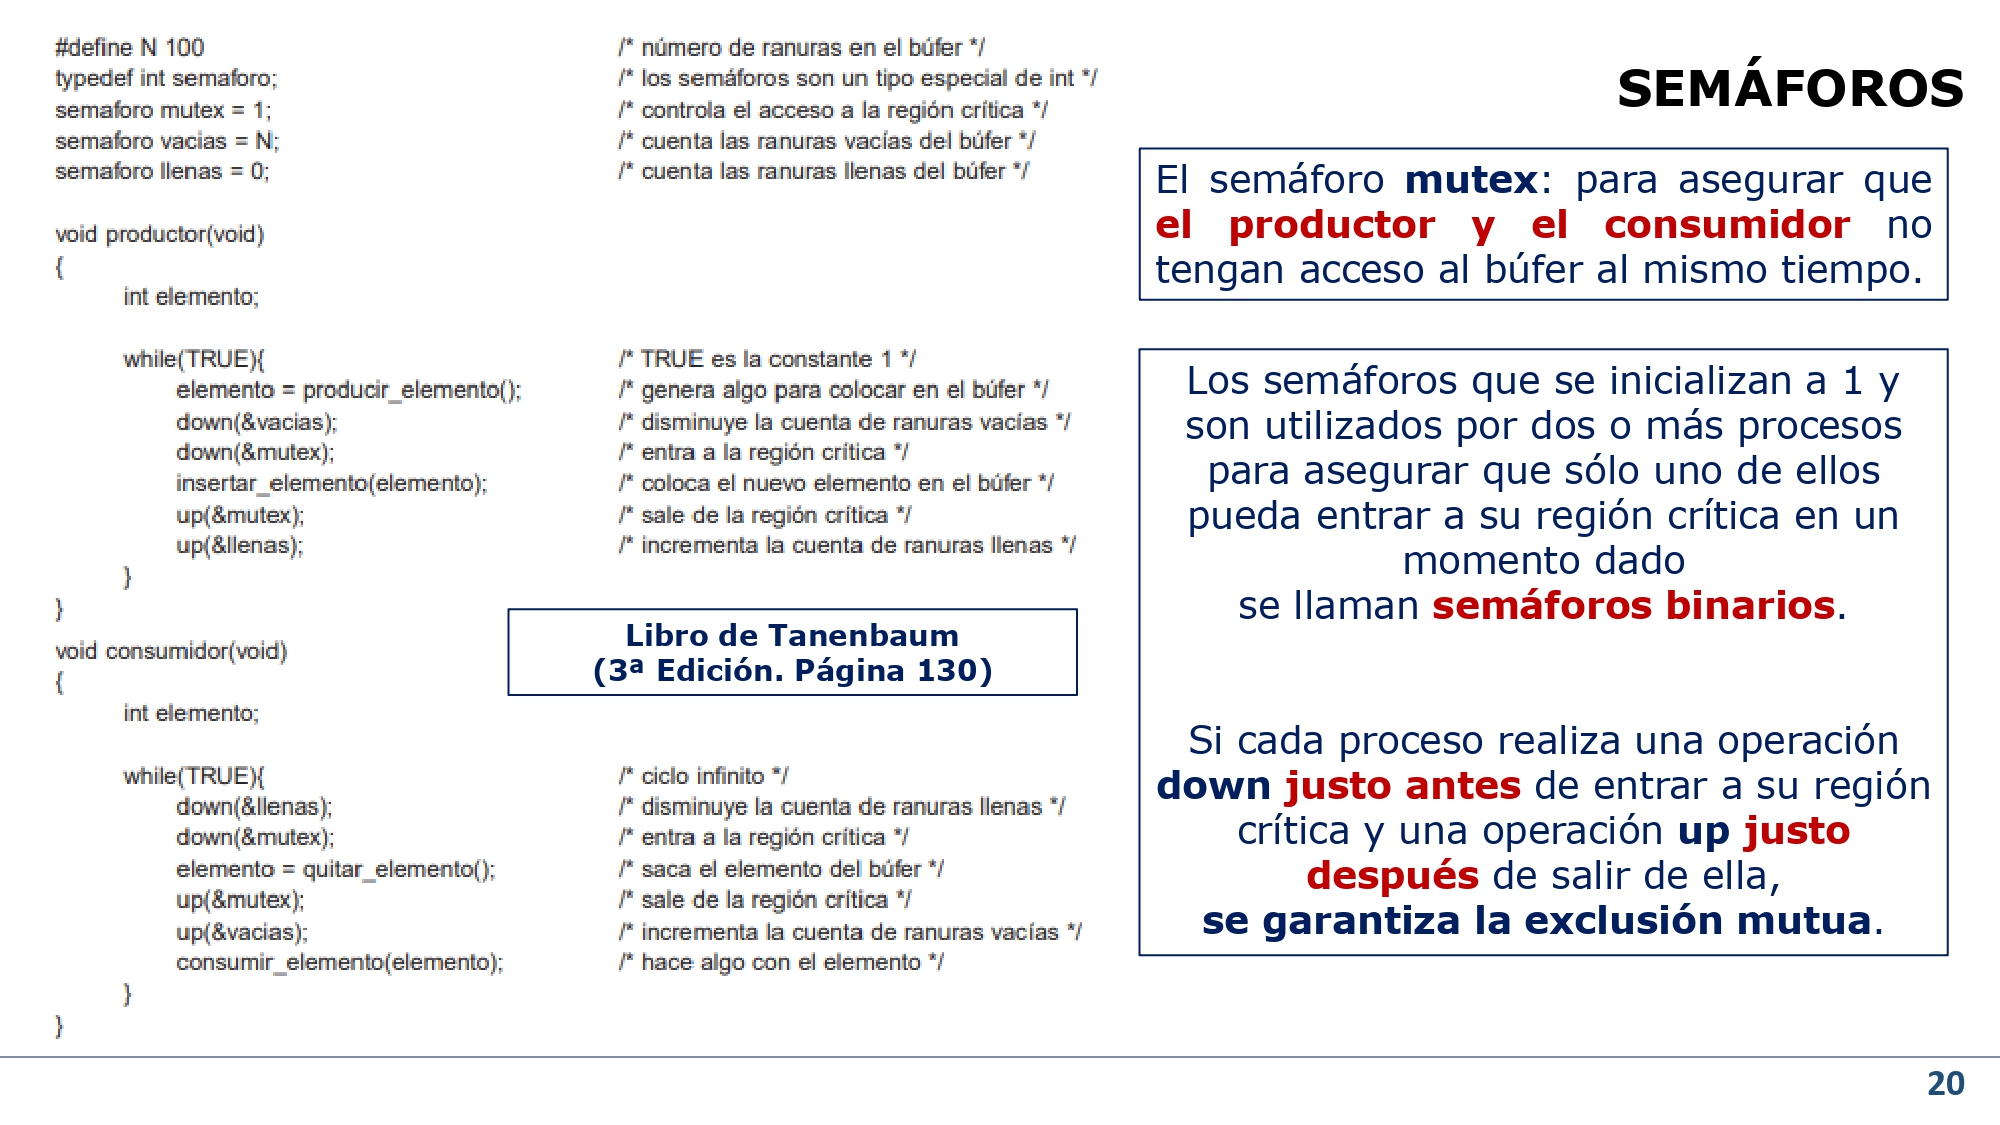 #define N 100 /* número de ranuras en el búfer */
typedef int semaforo; /* los semáforos son un tipo especial de int */
semaforo mutex = 1; /* controla el acceso a la región crítica */
semaforo vacias = N; /* cuenta las ranuras vacías del búfer */
semaforo llenas = 0; /* cuenta las ranuras llenas del búfer */
void productor(void)
{
int elemento;
while(TRUE){ /* TRUE es la constante 1 */
elemento = producir_elemento(); /* genera algo para colocar en el búfer */
down(&vacias); /* disminuye la cuenta de ranuras vacías */
down(&mutex); /* entra a la región crítica */
insertar_elemento(elemento); /* coloca el nuevo elemento en el búfer */
up(&mutex); /* sale de la región crítica */
up(&llenas); /* incrementa la cuenta de ranuras llenas */
}
}
void consumidor(void)
{
int elemento;
while(TRUE){ /* ciclo infinito */
down(&llenas); /* disminuye la cuenta de ranuras llenas */
down(&mutex); /* entra a la región crítica */
elemento = quitar_elemento(); /* saca el elemento del búfer */
up(&mutex); /* sale de la región crítica */
up(&vacias); /* incrementa la cuenta de ranuras vacías */
consumir_elemento(elemento); /* hace algo con el elemento */
}
}
Libro de Tanenbaum
(3ª Edición. Página 130)
SEMÁFOROS
El semáforo mutex: para asegurar que
el productor y el consumidor no
tengan acceso al búfer al mismo tiempo.
Los semáforos que se inicializan a 1 y
son utilizados por dos o más procesos
para asegurar que sólo uno de ellos
pueda entrar a su región crítica en un
momento dado
se llaman semáforos binarios.
Si cada proceso realiza una operación
down justo antes de entrar a su región
crítica y una operación up justo
después de salir de ella,
se garantiza la exclusión mutua.
20